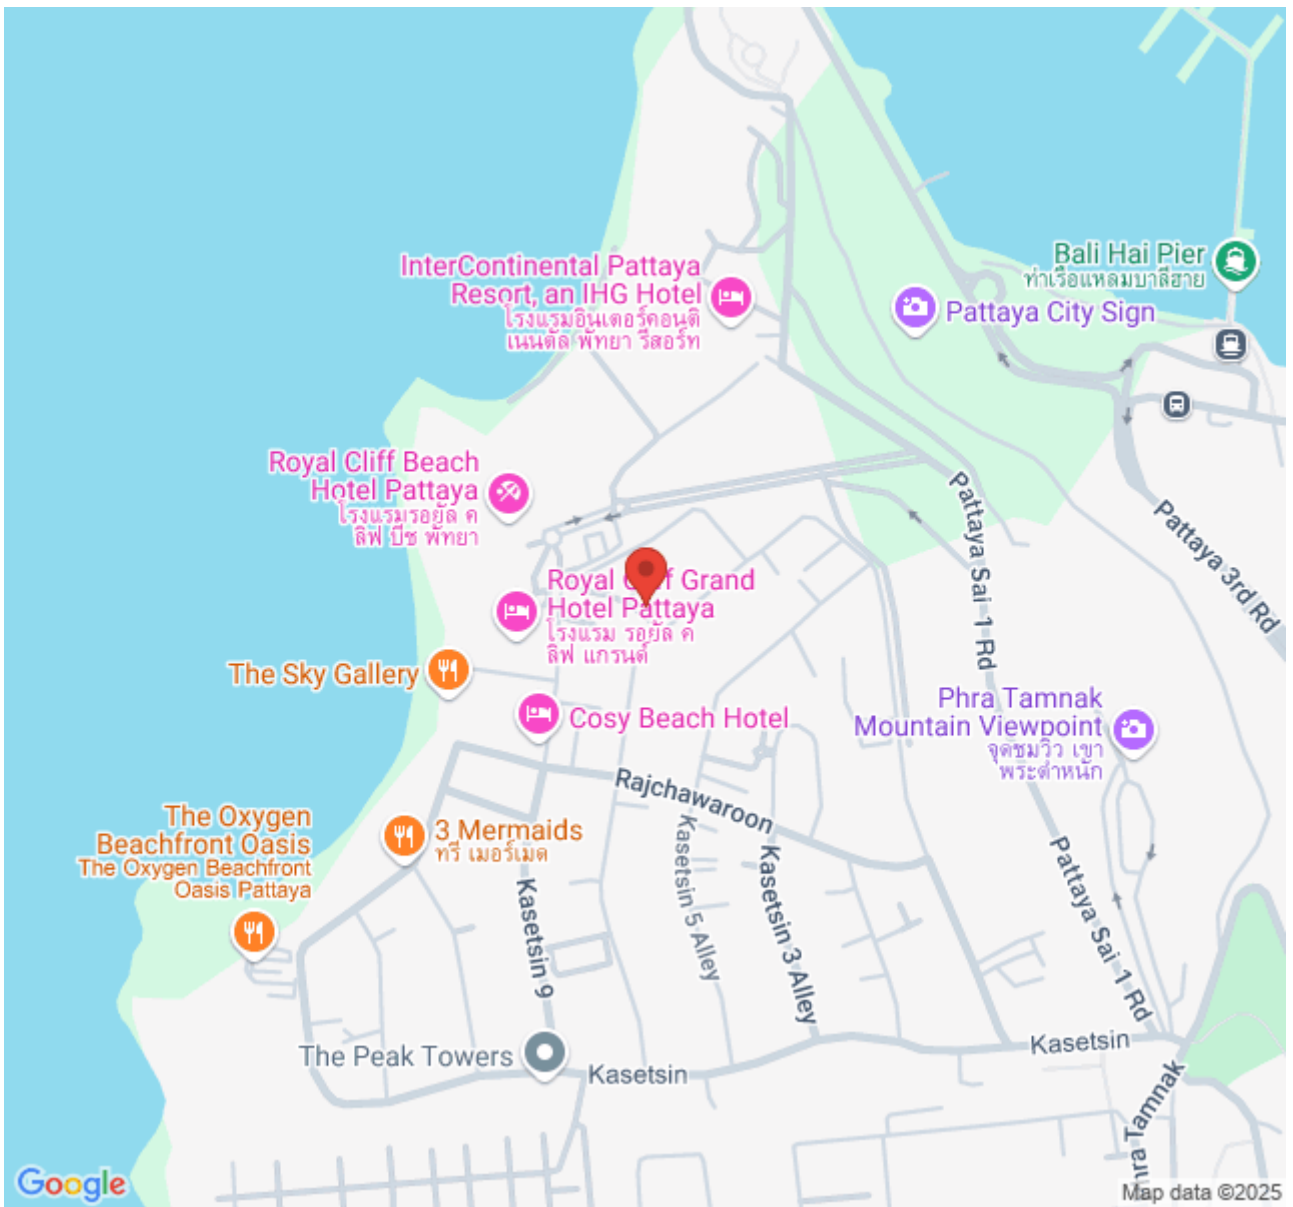 InterContinental Pattaya
Resort, an IHG Hotel
โรงแรมอินเตอร์คอนติ
เนนตัล พัทยา รีสอร์ท
Bali Hai Pier
ท่าเรือแหลมบาลีฮาย
Pattaya City Sign
Royal Cliff Beach
Hotel Pattaya
โรงแรมรอยัล ค
ลิฟ บีช พัทยา
Pattaya Sai 1 Rd
Pattaya 3rd Rd
Royal Cliff Grand
Hotel Pattaya
โรงแรม รอยัล ค
ลิฟ แกรนด์
The Sky Gallery
Cosy Beach Hotel
Phra Tamnak
Mountain Viewpoint
จุดชมวิว เขา
พระตำหนัก
Rajchawaroon
The Oxygen
Beachfront Oasis
The Oxygen Beachfront
Oasis Pattaya
3 Mermaids
ทรี เมอร์เมด
Kasetsin 9
Kasetsin 5 Alley
Kasetsin 3 Alley
Pattaya Sai 1 Rd
The Peak Towers
Kasetsin
Kasetsin
Tamnak
Google
Map data ©2025